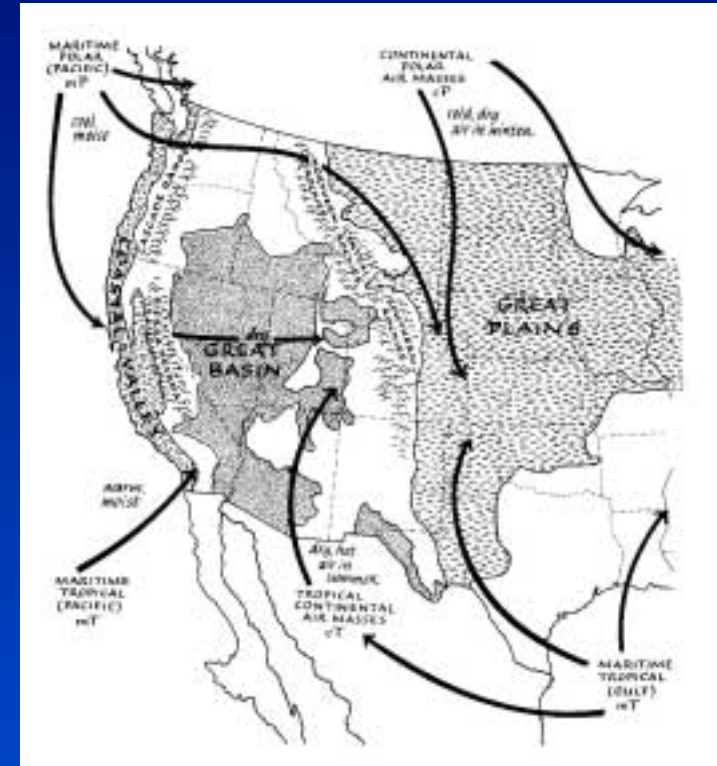 MARITIME
POLAR
(PACIFIC)
mP
cool,
moist
CONTINENTAL
POLAR
AIR MASSES
cP
cold, dry
air in winter.
CASCADE RANGE
COASTAL VALLEY
dry
GREAT
BASIN
GREAT
PLAINS
warm,
moist
MARITIME
TROPICAL
(PACIFIC)
mT
dry, hot
air in
summer.
TROPICAL
CONTINENTAL
AIR MASSES
cT
MARITIME
TROPICAL
(GULF)
mT